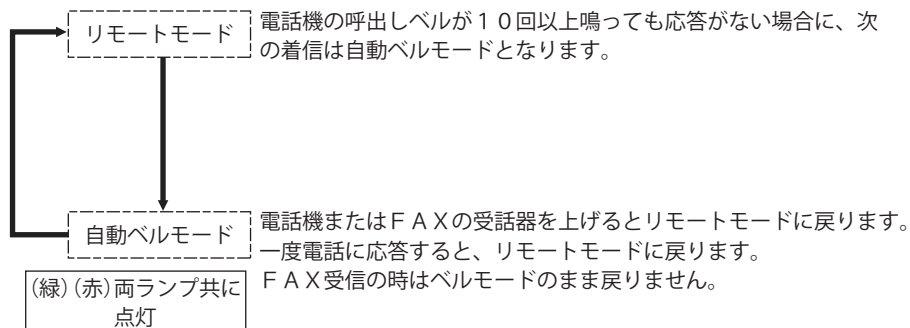 リモートモード
電話機の呼出しベルが１０回以上鳴っても応答がない場合に、次
の着信は自動ベルモードとなります。
自動ベルモード
電話機またはＦＡＸの受話器を上げるとリモートモードに戻ります。
一度電話に応答すると、リモートモードに戻ります。
ＦＡＸ受信の時はベルモードのまま戻りません。
(緑)(赤)両ランプ共に
点灯